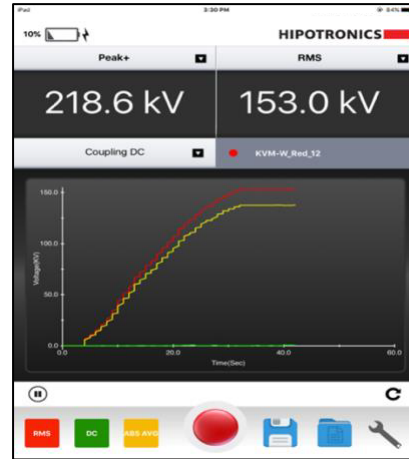 iPad 3:30 PM 34%
10% HIPOTRONICS
Peak+ RMS
218.6 kV 153.0 kV
Coupling DC KVM-W_Red_12
150.0
100.0
50.0
0.0
Voltage(KV)
0.0 20.0 40.0 60.0
Time(Sec)
RMS DC ABS AVG